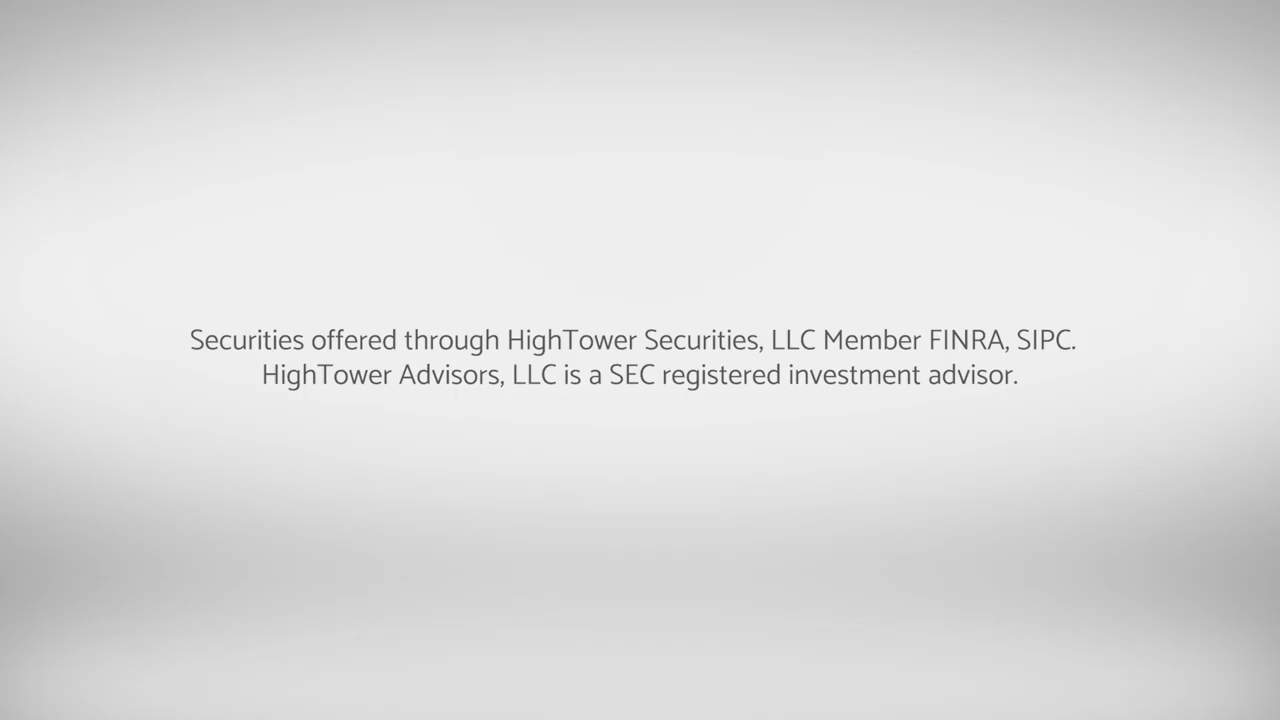 Securities offered through HighTower Securities, LLC Member FINRA, SIPC.
HighTower Advisors, LLC is a SEC registered investment advisor.